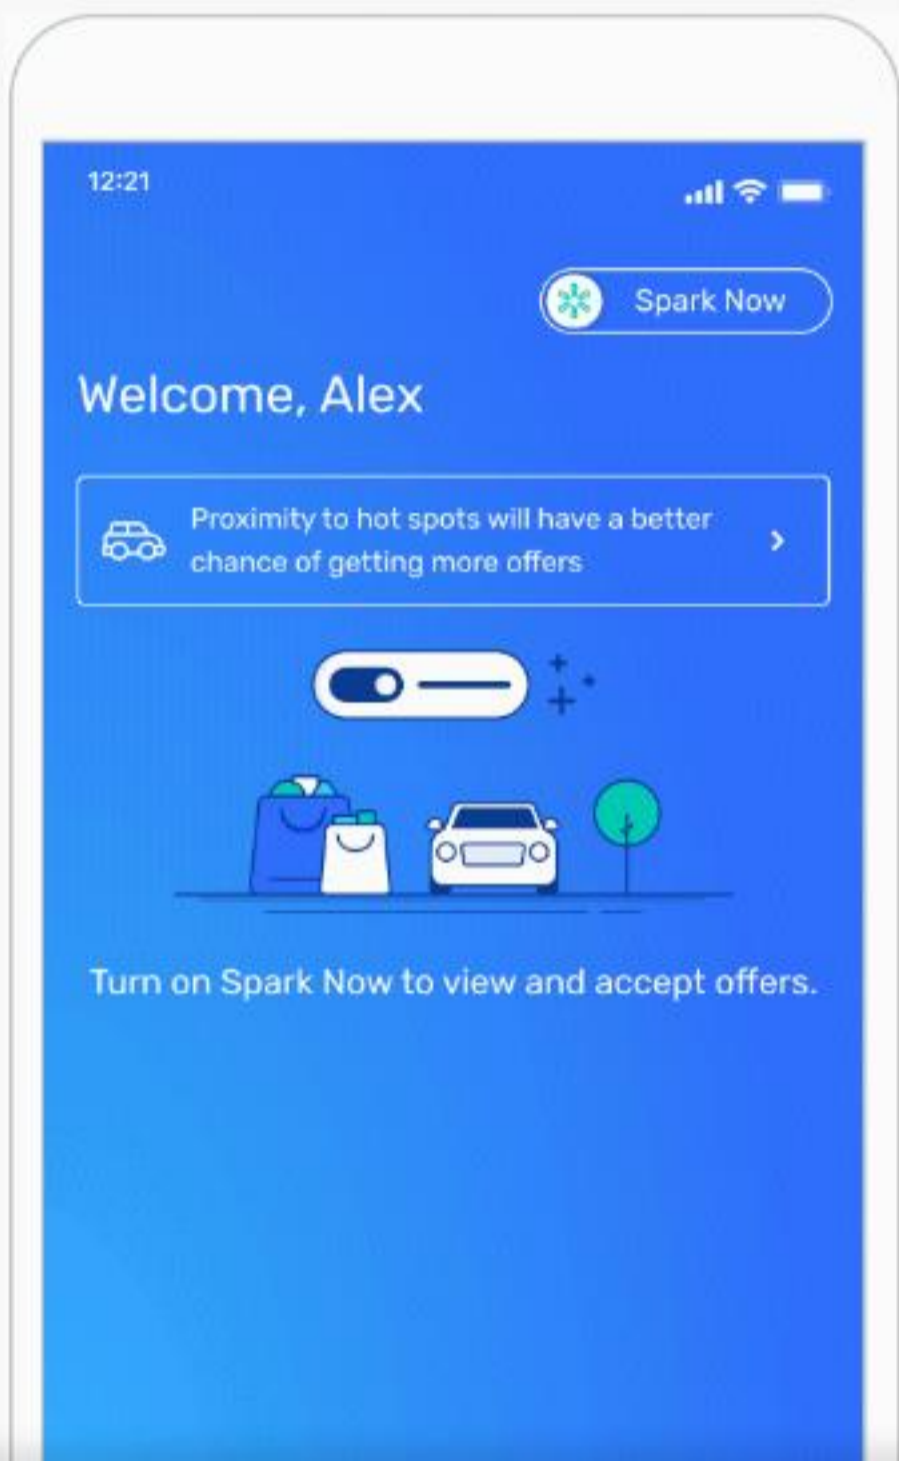 12:21
Spark Now
Welcome, Alex
Proximity to hot spots will have a better
chance of getting more offers
Turn on Spark Now to view and accept offers.